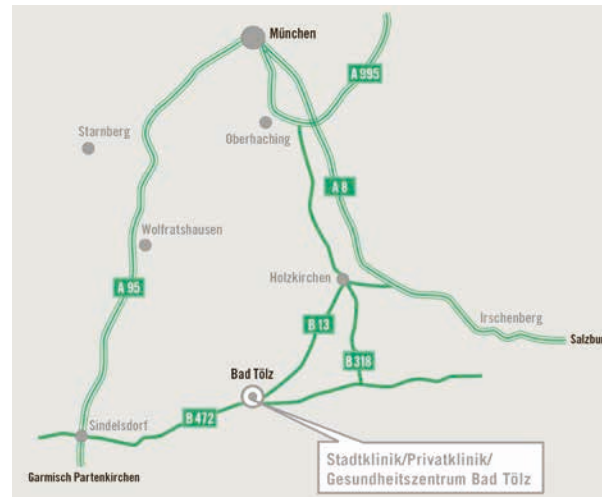 München
A 995
Starnberg
Oberhaching
A 8
Wolfratshausen
Holzkirchen
A 95
Irschenberg
B 13
Salzbur
B 318
Bad Tölz
B 472
Sindelsdorf
Stadtklinik/Privatklinik/
Gesundheitszentrum Bad Tölz
Garmisch Partenkirchen